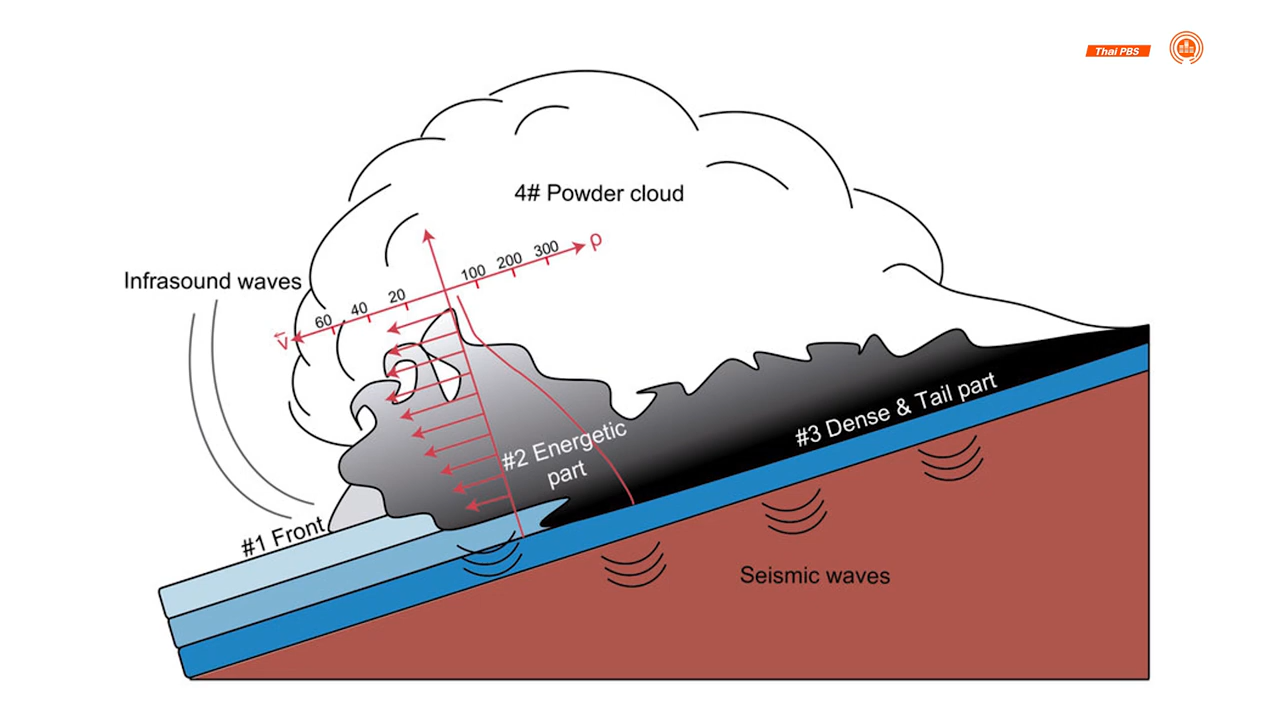 Thai PBS
4# Powder cloud
Infrasound waves
v
60
40
20
100
200
300
ρ
#2 Energetic
part
#3 Dense & Tail part
#1 Front
Seismic waves